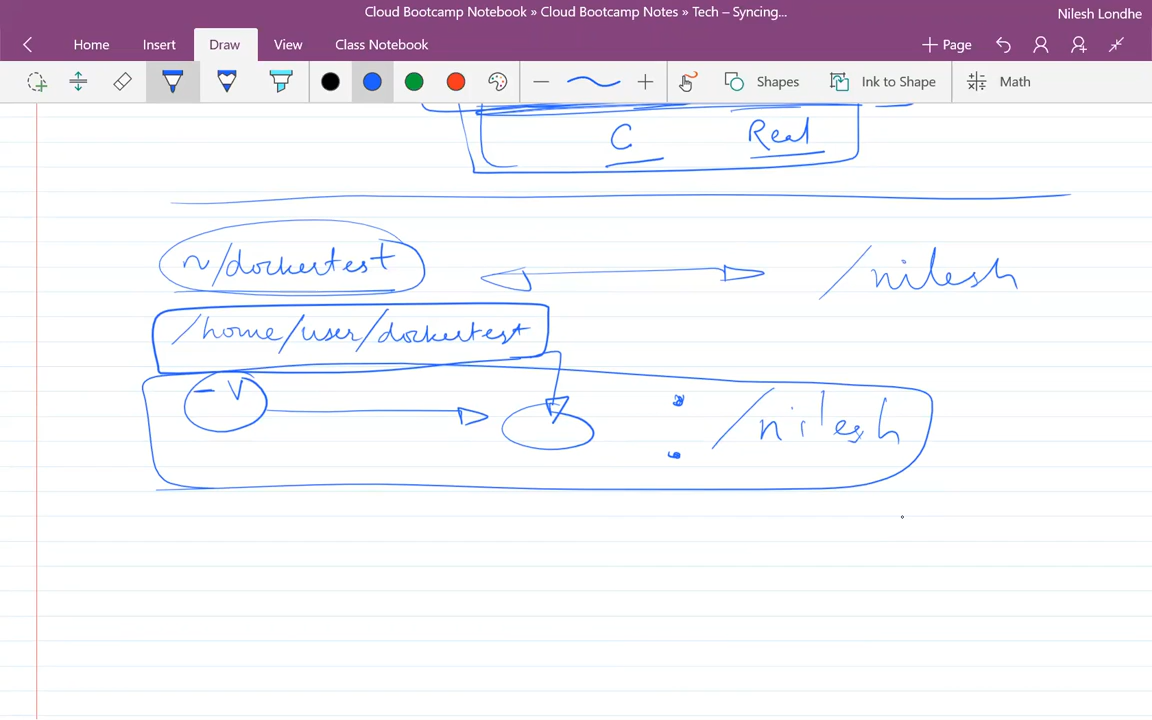 Cloud Bootcamp Notebook » Cloud Bootcamp Notes » Tech – Syncing...
Nilesh Londhe
Home Insert Draw View Class Notebook
Page
Shapes Ink to Shape Math
C Real
~/dockertest /nilesh
/home/user/dockertest
-v : /nilesh